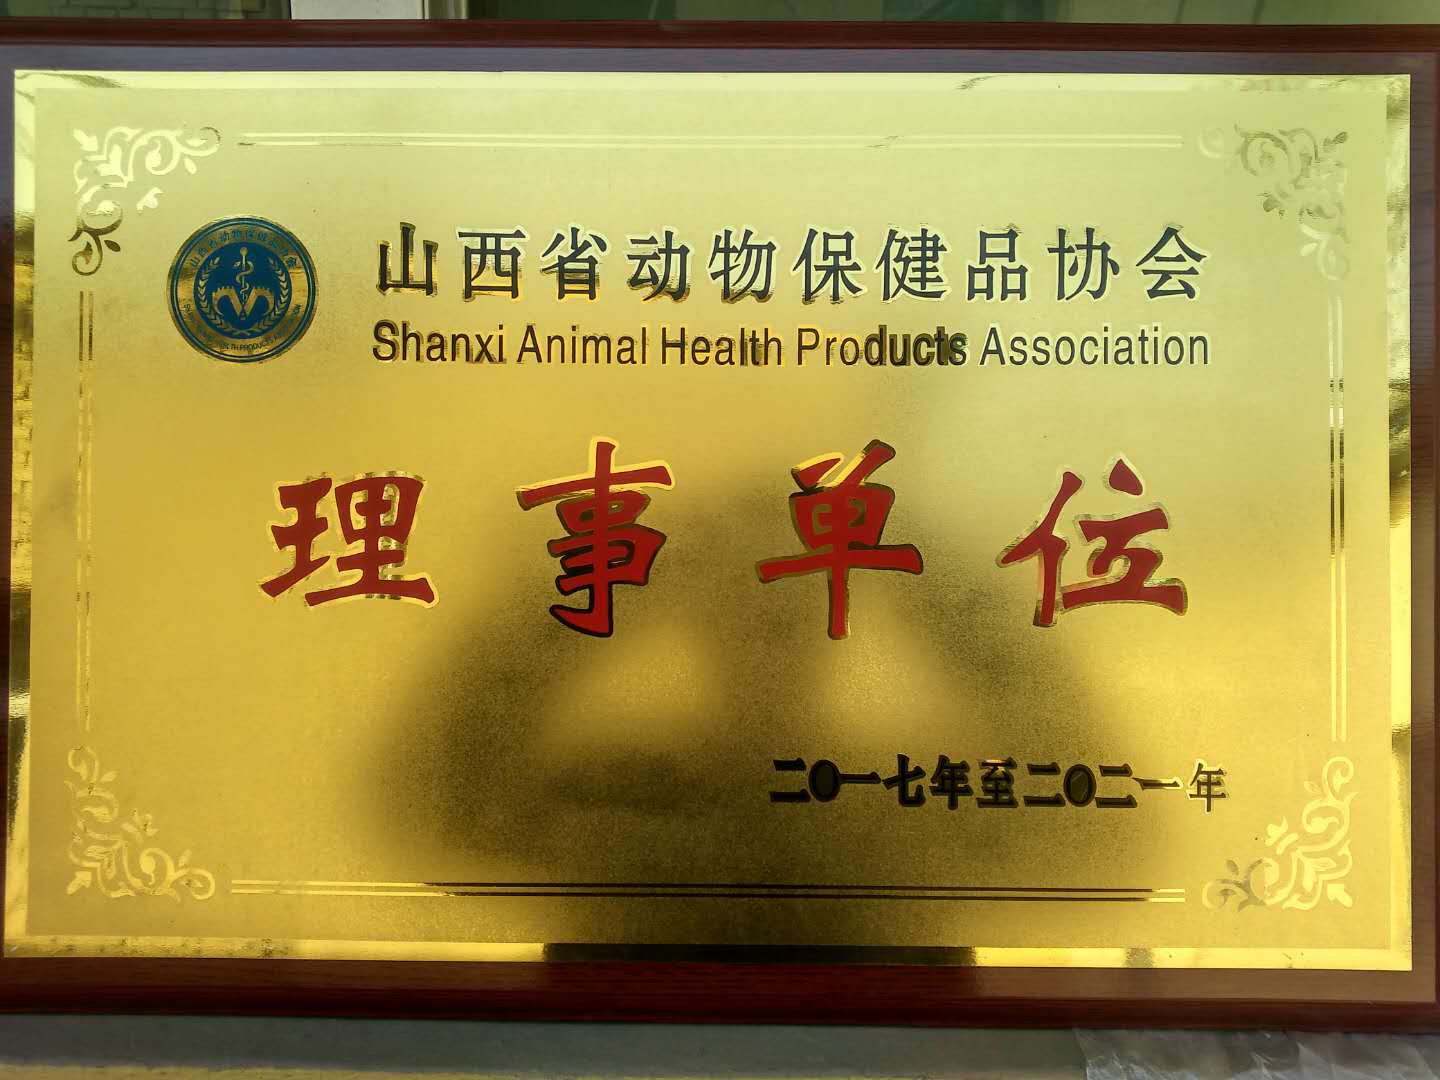 山西省动物保健品协会
Shanxi Animal Health Products Association
理事单位
二〇一七年至二〇二一年